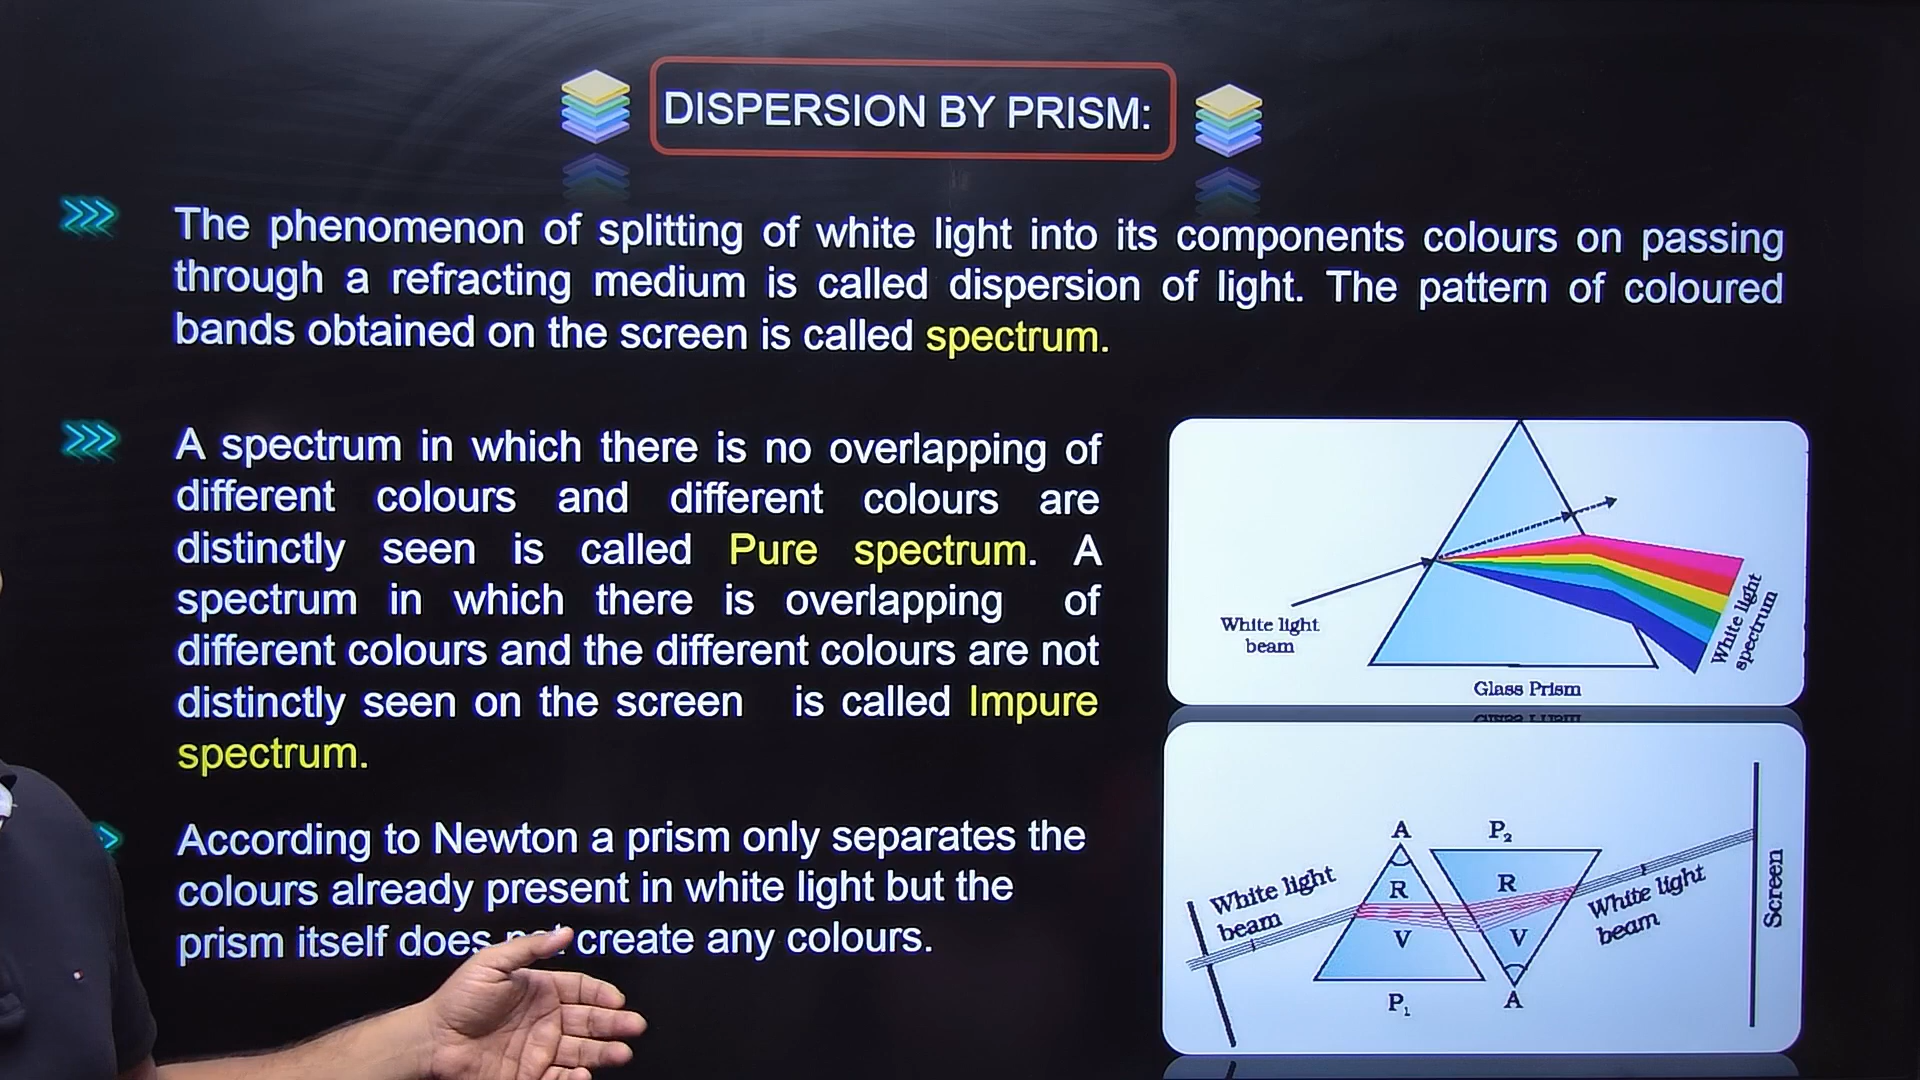 DISPERSION BY PRISM:
The phenomenon of splitting of white light into its components colours on passing
through a refracting medium is called dispersion of light. The pattern of coloured
bands obtained on the screen is called spectrum.
A spectrum in which there is no overlapping of
different colours and different colours are
distinctly seen is called Pure spectrum. A
spectrum in which there is overlapping of
different colours and the different colours are not
distinctly seen on the screen is called Impure
spectrum.
According to Newton a prism only separates the
colours already present in white light but the
prism itself does create any colours.
White light
beam
White light
spectrum
Glass Prism
A
P₂
White light
beam
R
R
V
V
White light
beam
Screen
P₁
A